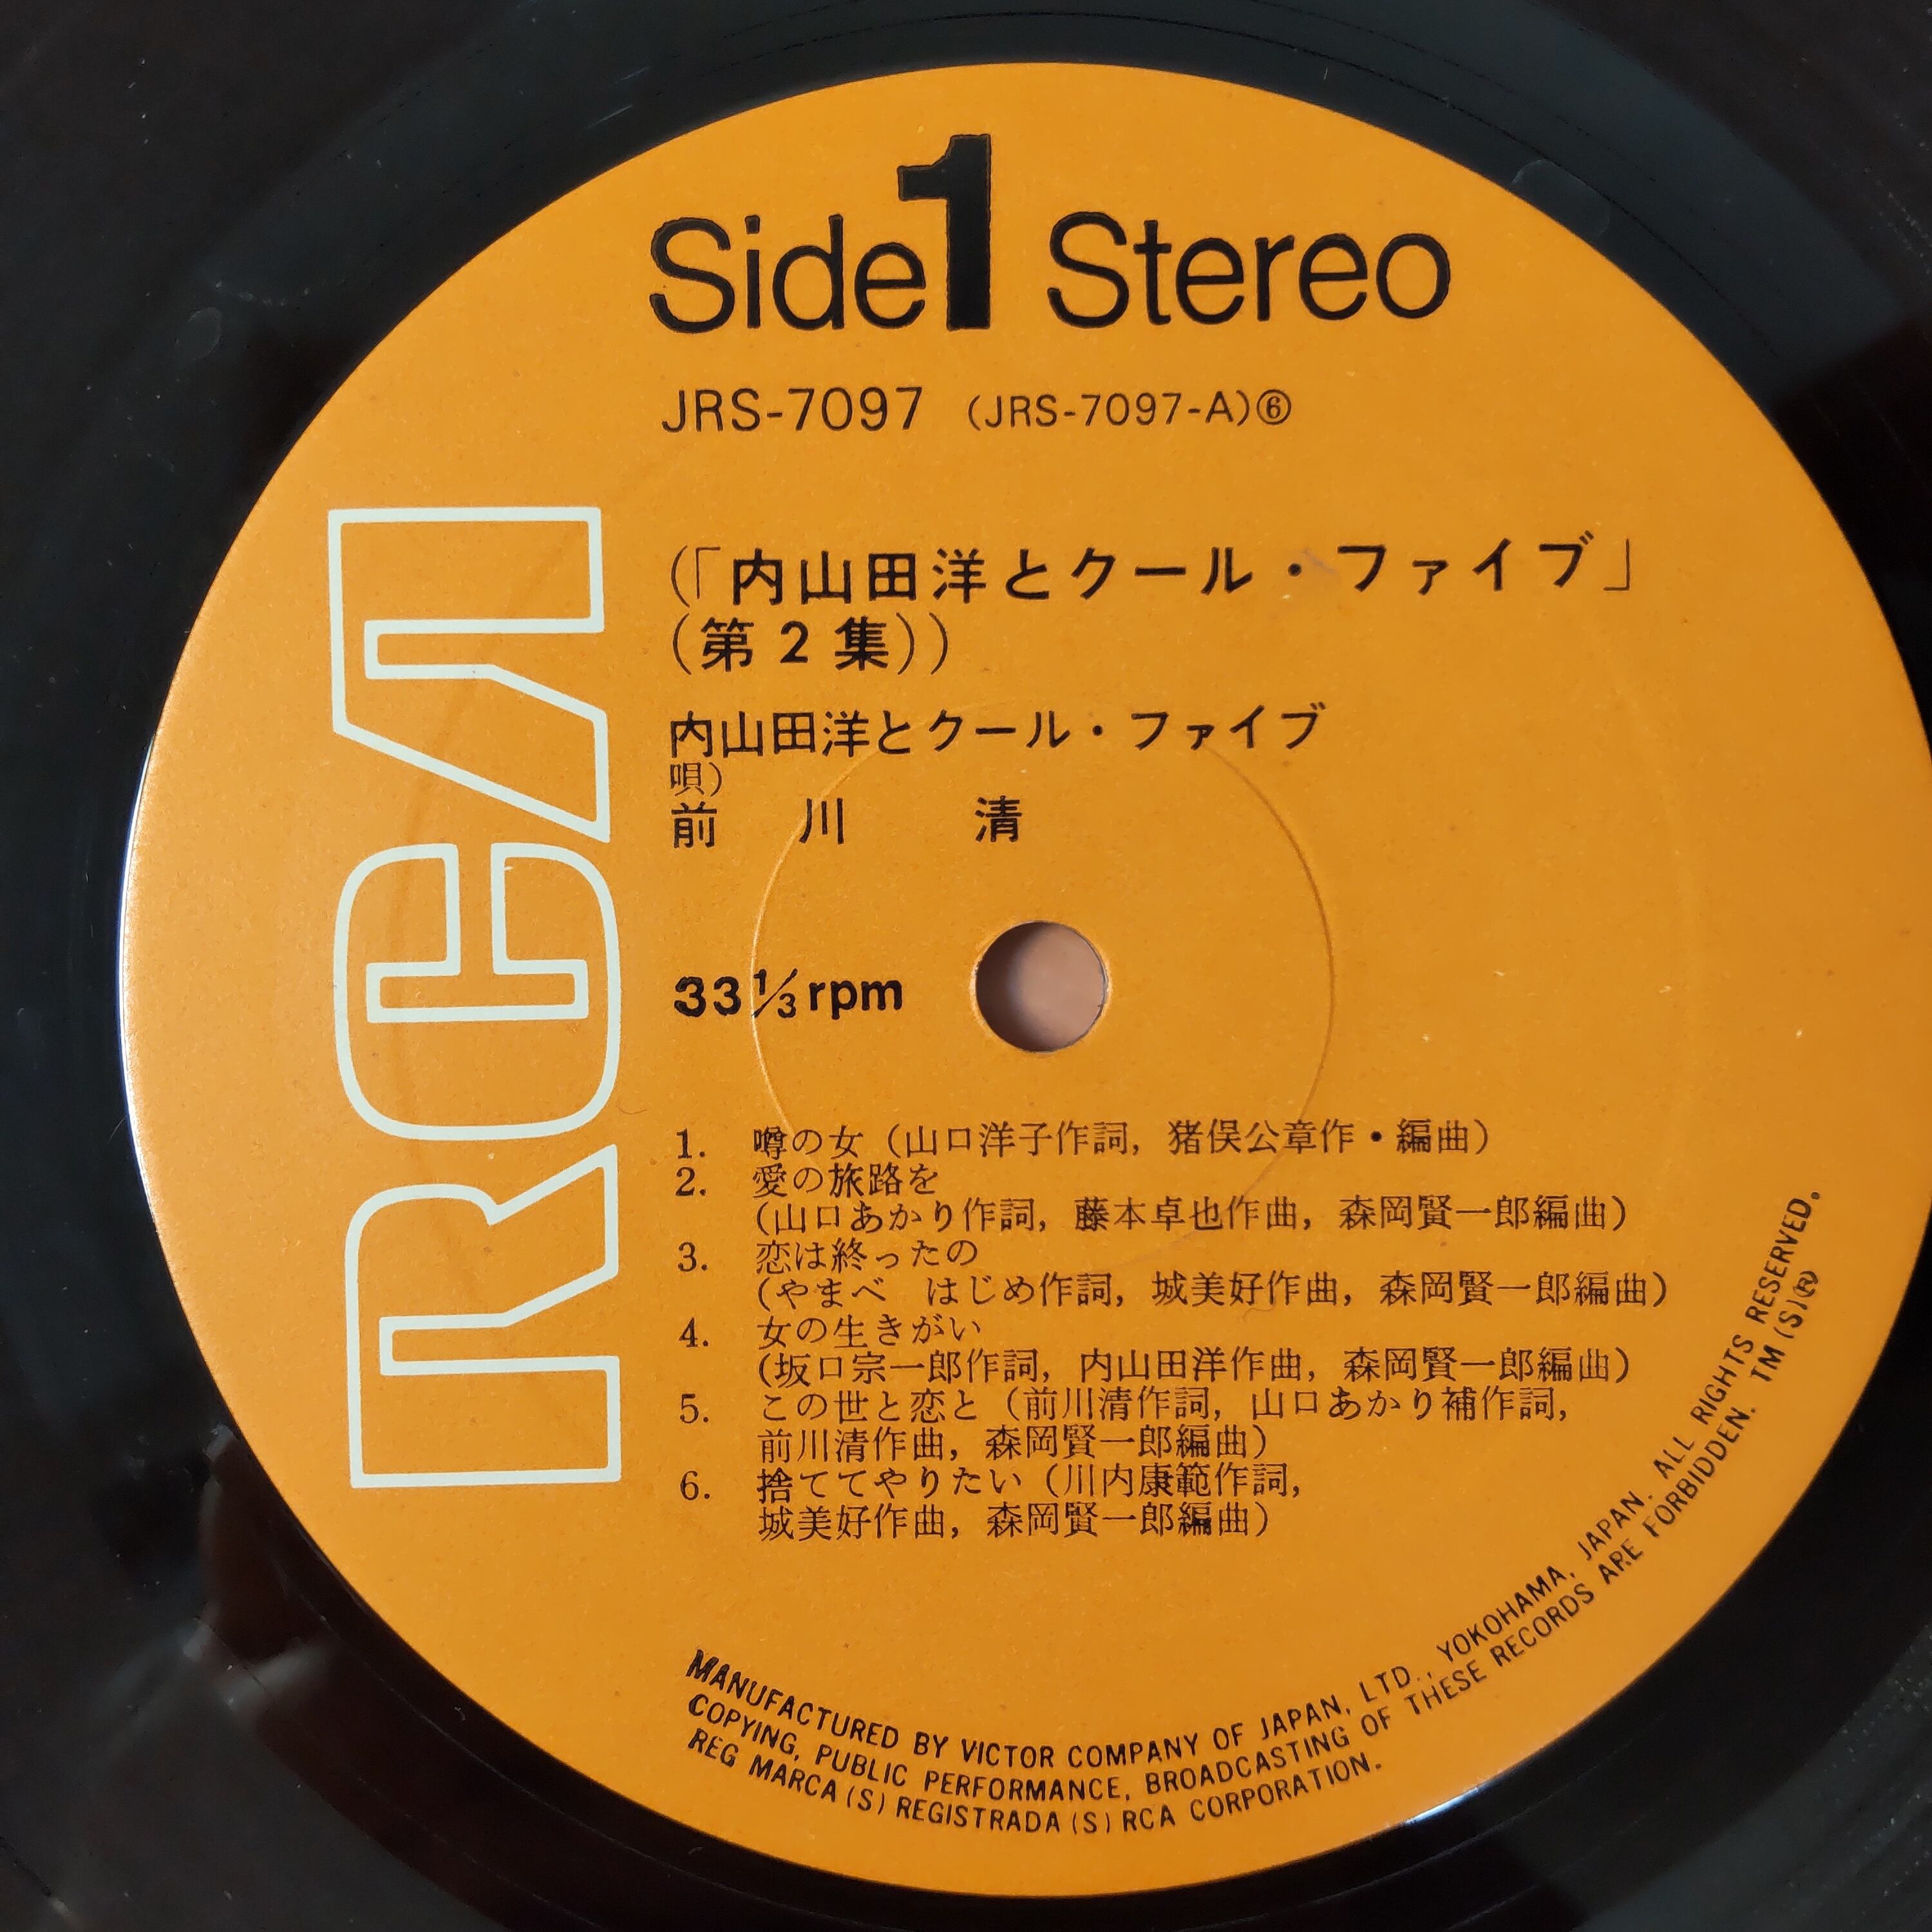 Side 1 Stereo
JRS-7097 (JRS-7097-A)⑥
RCA
(「内山田洋とクール・ファイブ」
(第2集))
内山田洋とクール・ファイブ
唄)
前 川 清
33 1/3 rpm
1. 噂の女(山口洋子作詞, 猪俣公章作・編曲)
2. 愛の旅路を
(山口あかり作詞, 藤本卓也作曲, 森岡賢一郎編曲)
3. 恋は終ったの
(やまべ はじめ作詞, 城美好作曲, 森岡賢一郎編曲)
4. 女の生きがい
(坂口宗一郎作詞, 内山田洋作曲, 森岡賢一郎編曲)
5. この世と恋と(前川清作詞, 山口あかり補作詞,
前川清作曲, 森岡賢一郎編曲)
6. 捨ててやりたい(川内康範作詞,
城美好作曲, 森岡賢一郎編曲)
MANUFACTURED BY VICTOR COMPANY OF JAPAN, LTD., YOKOHAMA, JAPAN. ALL RIGHTS RESERVED.
COPYING, PUBLIC PERFORMANCE, BROADCASTING OF THESE RECORDS ARE FORBIDDEN. TM(S)®
REG MARCA(S) REGISTRADA(S) RCA CORPORATION.